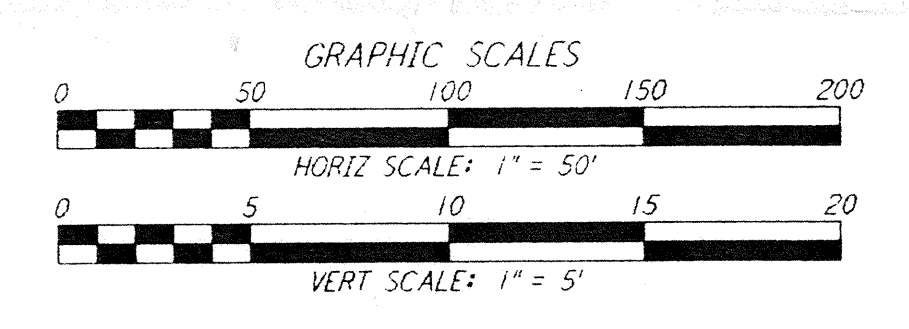 GRAPHIC SCALES
0 50 100 150 200
HORIZ SCALE: 1" = 50'
0 5 10 15 20
VERT SCALE: 1" = 5'